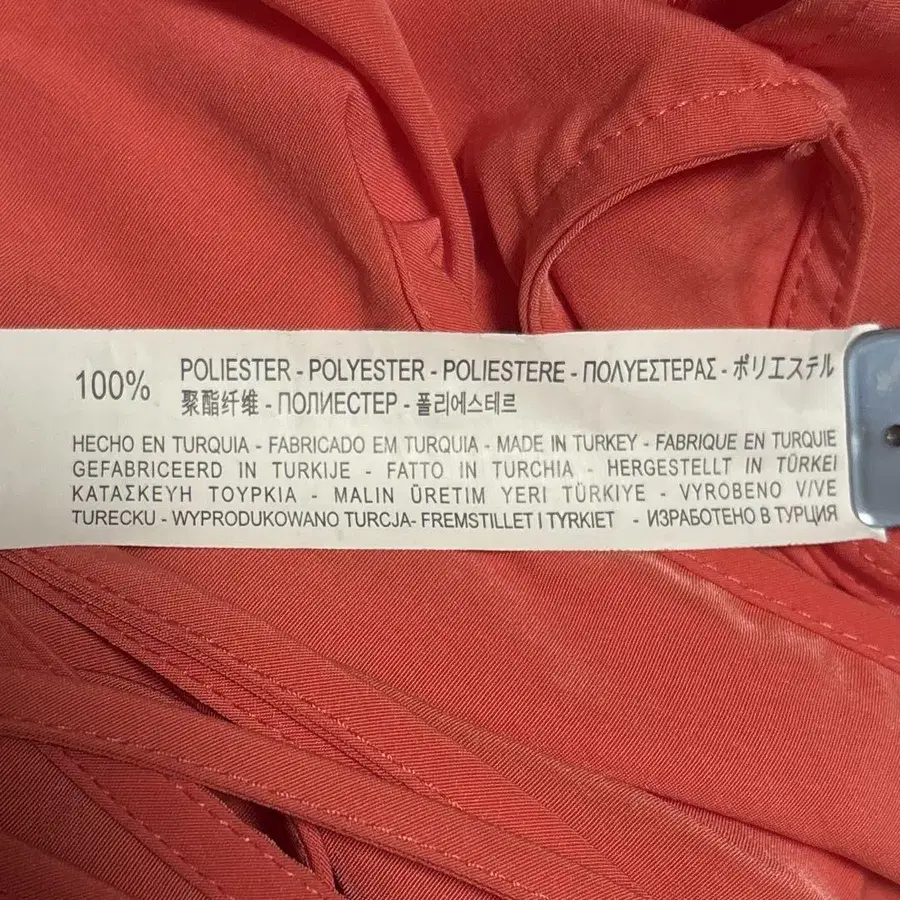 100% POLIESTER - POLYESTER - POLIESTERE - ΠΟΛΥΕΣΤΕΡΑΣ - ポリエステル
聚酯纤维 - ПОЛИЕСТЕР - 폴리에스테르
HECHO EN TURQUIA - FABRICADO EM TURQUIA - MADE IN TURKEY - FABRIQUE EN TURQUIE
GEFABRICEERD IN TURKIJE - FATTO IN TURCHIA - HERGESTELLT IN TÜRKEI
ΚΑΤΑΣΚΕΥΗ ΤΟΥΡΚΙΑ - MALIN ÜRETIM YERI TÜRKIYE - VYROBENO V/VE
TURECKU - WYPRODUKOWANO TURCJA- FREMSTILLET I TYRKIET - ИЗРАБОТЕНО В ТУРЦИЯ